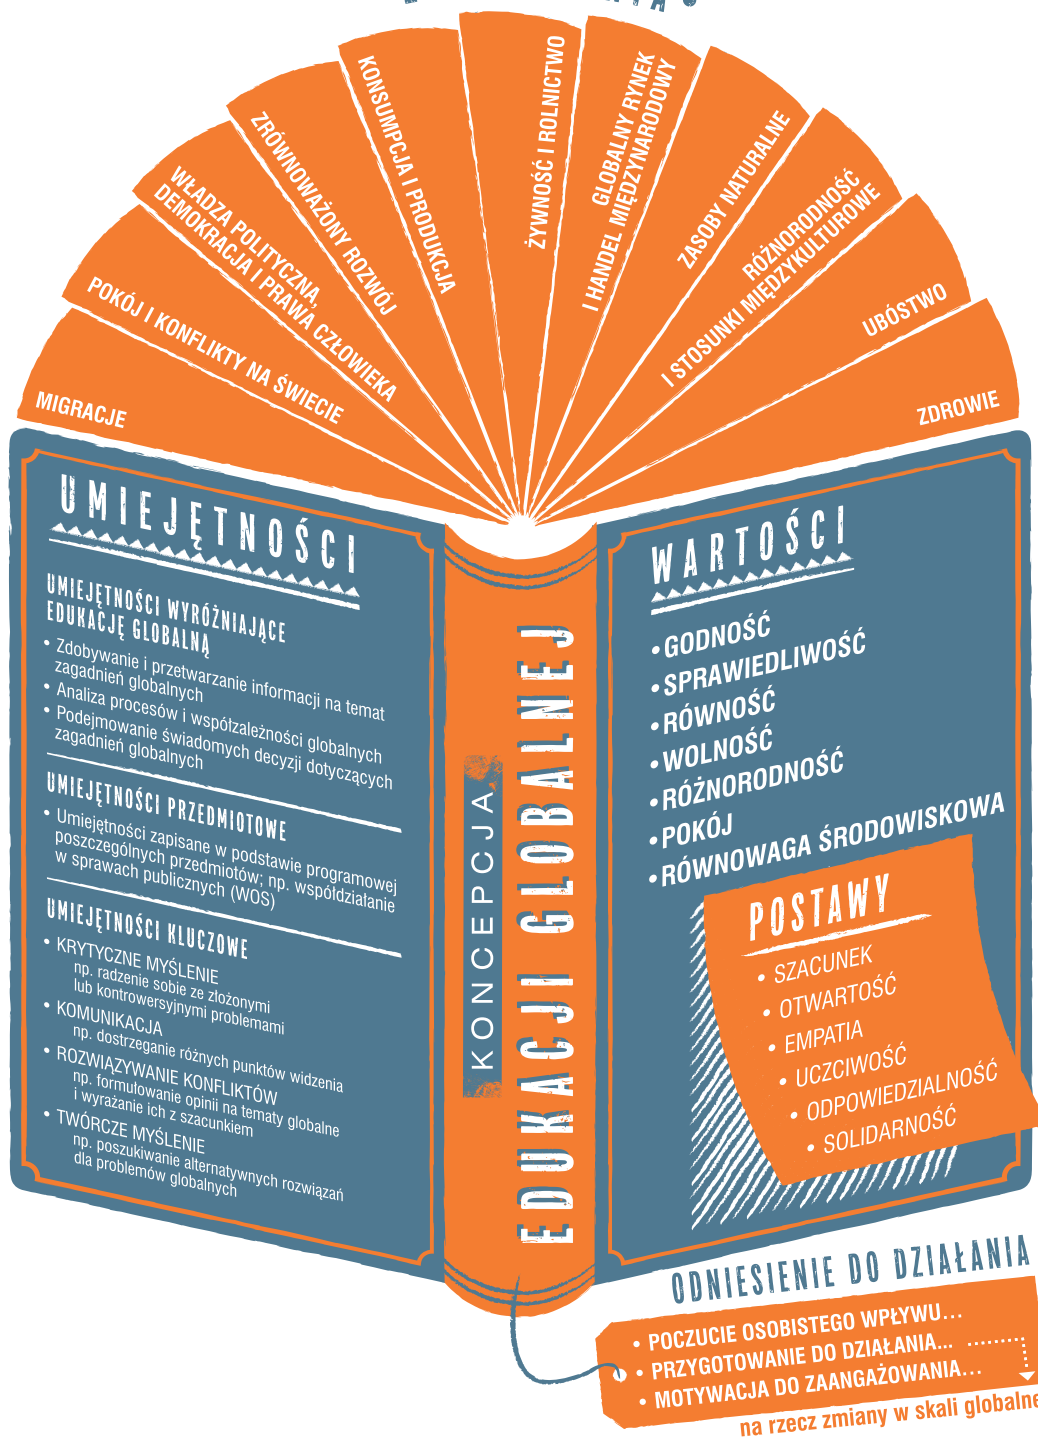 MIGRACJE
POKÓJ I KONFLIKTY NA ŚWIECIE
WŁADZA POLITYCZNA,
DEMOKRACJA I PRAWA CZŁOWIEKA
ZRÓWNOWAŻONY ROZWÓJ
KONSUMPCJA I PRODUKCJA
ŻYWNOŚĆ I ROLNICTWO
GLOBALNY RYNEK
I HANDEL MIĘDZYNARODOWY
ZASOBY NATURALNE
RÓŻNORODNOŚĆ
I STOSUNKI MIĘDZYKULTUROWE
UBÓSTWO
ZDROWIE
UMIEJĘTNOŚCI
UMIEJĘTNOŚCI WYRÓŻNIAJĄCE
EDUKACJĘ GLOBALNĄ
• Zdobywanie i przetwarzanie informacji na temat
zagadnień globalnych
• Analiza procesów i współzależności globalnych
• Podejmowanie świadomych decyzji dotyczących
zagadnień globalnych
UMIEJĘTNOŚCI PRZEDMIOTOWE
• Umiejętności zapisane w podstawie programowej
poszczególnych przedmiotów; np. współdziałanie
w sprawach publicznych (WOS)
UMIEJĘTNOŚCI KLUCZOWE
• KRYTYCZNE MYŚLENIE
np. radzenie sobie ze złożonymi
lub kontrowersyjnymi problemami
• KOMUNIKACJA
np. dostrzeganie różnych punktów widzenia
• ROZWIĄZYWANIE KONFLIKTÓW
np. formułowanie opinii na tematy globalne
i wyrażanie ich z szacunkiem
• TWÓRCZE MYŚLENIE
np. poszukiwanie alternatywnych rozwiązań
dla problemów globalnych
KONCEPCJA
EDUKACJI GLOBALNEJ
WARTOŚCI
• GODNOŚĆ
• SPRAWIEDLIWOŚĆ
• RÓWNOŚĆ
• WOLNOŚĆ
• RÓŻNORODNOŚĆ
• POKÓJ
• RÓWNOWAGA ŚRODOWISKOWA
POSTAWY
• SZACUNEK
• OTWARTOŚĆ
• EMPATIA
• UCZCIWOŚĆ
• ODPOWIEDZIALNOŚĆ
• SOLIDARNOŚĆ
ODNIESIENIE DO DZIAŁANIA
• POCZUCIE OSOBISTEGO WPŁYWU...
• PRZYGOTOWANIE DO DZIAŁANIA...
• MOTYWACJA DO ZAANGAŻOWANIA...
na rzecz zmiany w skali globalne